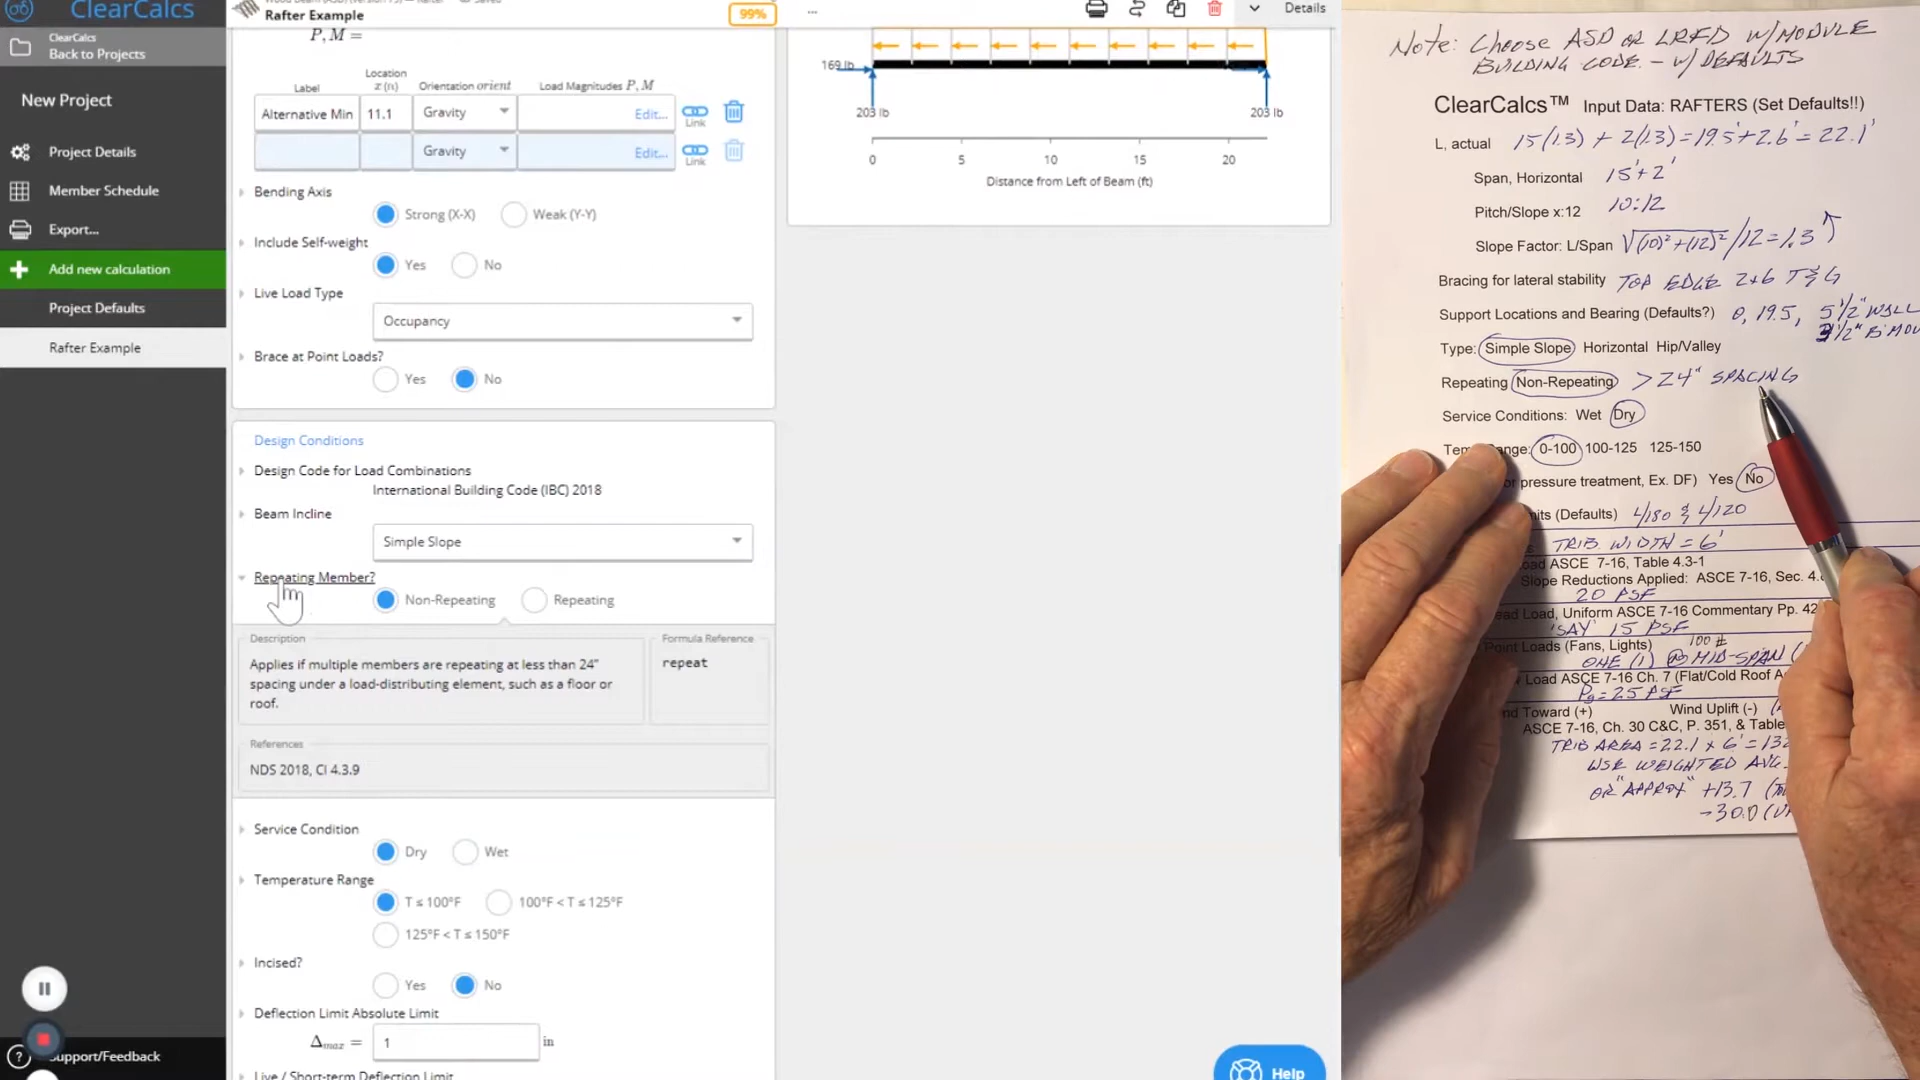 ClearCalcs
ClearCalcs
Back to Projects
New Project
Project Details
Member Schedule
Export...
Add new calculation
Project Defaults
Rafter Example
Support/Feedback
Rafter Example
99%
...
Details
P, M =
Label
Location
x (ft)
Orientation orient
Load Magnitudes P, M
Alternative Min
11.1
Gravity
Edit...
Link
Gravity
Edit...
Link
Bending Axis
Strong (X-X)
Weak (Y-Y)
Include Self-weight
Yes
No
Live Load Type
Occupancy
Brace at Point Loads?
Yes
No
Design Conditions
Design Code for Load Combinations
International Building Code (IBC) 2018
Beam Incline
Simple Slope
Repeating Member?
Non-Repeating
Repeating
Description
Formula Reference
Applies if multiple members are repeating at less than 24"
spacing under a load-distributing element, such as a floor or
roof.
repeat
References
NDS 2018, Cl 4.3.9
Service Condition
Dry
Wet
Temperature Range
T ≤ 100°F
100°F < T ≤ 125°F
125°F < T ≤ 150°F
Incised?
Yes
No
Deflection Limit Absolute Limit
Δmax =
1
in
Live / Short-term Deflection Limit
169 lb
203 lb
203 lb
0
5
10
15
20
Distance from Left of Beam (ft)
Help
Note: Choose ASD or LRFD w/MODULE
BUILDING CODE - w/ DEFAULTS
ClearCalcs™ Input Data: RAFTERS (Set Defaults!!)
L, actual 15(1.3) + 2(1.3) = 19.5' + 2.6' = 22.1'
Span, Horizontal 15' + 2'
Pitch/Slope x:12 10:12
Slope Factor: L/Span √(10)² + (12)² /12 = 1.3
Bracing for lateral stability TOP EDGE 2x6 T&G
Support Locations and Bearing (Defaults?) 0, 19.5, 5 1/2" WALL
Type: Simple Slope Horizontal Hip/Valley
Repeating Non-Repeating > 24" SPACING
Service Conditions: Wet Dry
0-100 100-125 125-150
pressure treatment, Ex. DF) Yes No
(Defaults) L/180 & L/120
TRIB. WIDTH = 6'
ASCE 7-16, Table 4.3-1
Slope Reductions Applied: ASCE 7-16, Sec. 4.
20 PSF
Load, Uniform ASCE 7-16 Commentary Pp. 42
"SAY" 15 PSF
Point Loads (Fans, Lights) 100 #
ONE (1) @ MID-SPAN
Load ASCE 7-16 Ch. 7 (Flat/Cold Roof
Pg = 25 PSF
Toward (+) Wind Uplift (-)
ASCE 7-16, Ch. 30 C&C, P. 351, & Table
TRIB AREA = 22.1 x 6' = 132
USE WEIGHTED AVG.
OR "APPROX" +13.7
-30.0